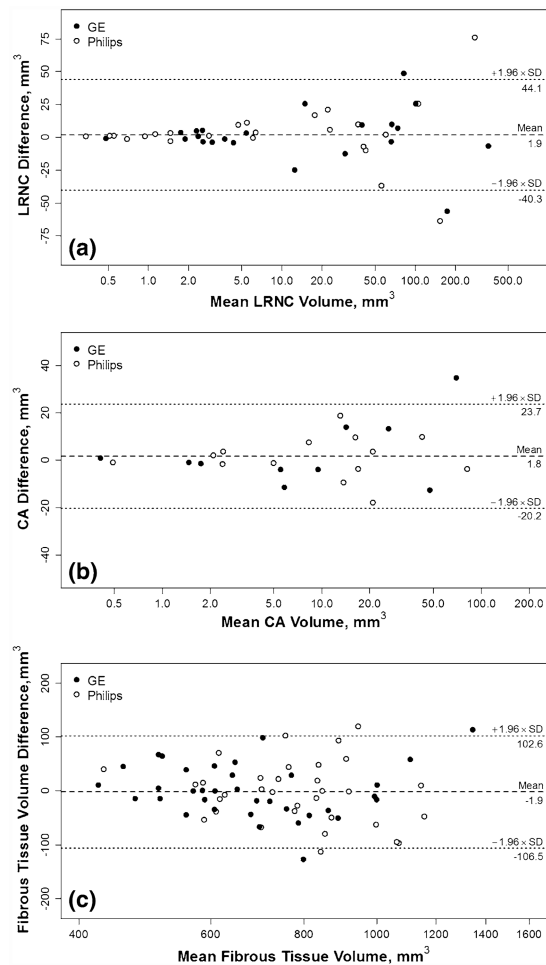 ● GE
○ Philips
+1.96 × SD
44.1
Mean
1.9
−1.96 × SD
-40.3
75
50
25
0
-25
-75
LRNC Difference, mm³
(a)
0.5 1.0 2.0 5.0 10.0 20.0 50.0 100.0 200.0 500.0
Mean LRNC Volume, mm³
● GE
○ Philips
+1.96 × SD
23.7
Mean
1.8
−1.96 × SD
-20.2
40
20
0
-20
-40
CA Difference, mm³
(b)
0.5 1.0 2.0 5.0 10.0 20.0 50.0 100.0 200.0
Mean CA Volume, mm³
● GE
○ Philips
+1.96 × SD
102.6
Mean
-1.9
−1.96 × SD
-106.5
200
100
0
-100
-200
Fibrous Tissue Volume Difference,mm³
(c)
400 600 800 1000 1200 1400 1600
Mean Fibrous Tissue Volume, mm³